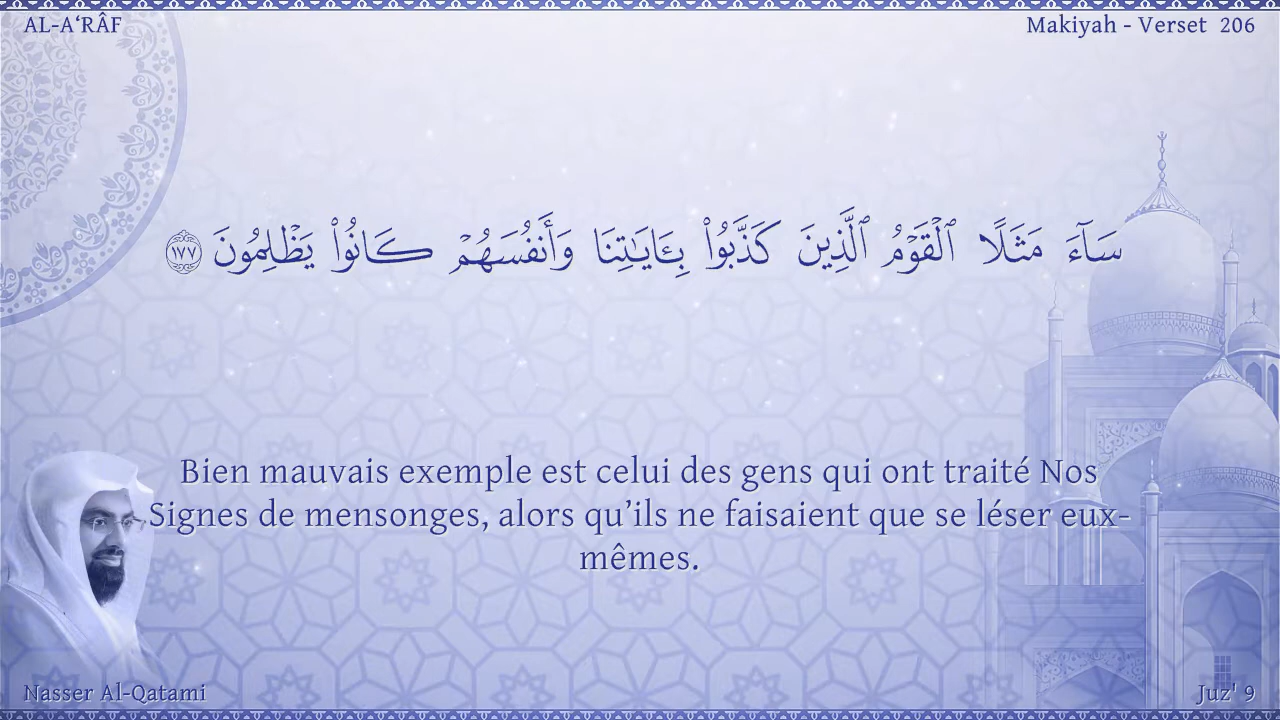 AL-A‘RÂF
Makiyah - Verset 206
سَآءَ مَثَلًا ٱلْقَوْمُ ٱلَّذِينَ كَذَّبُوا۟ بِـَٔايَـٰتِنَا وَأَنفُسَهُمْ كَانُوا۟ يَظْلِمُونَ ١٧٧
Bien mauvais exemple est celui des gens qui ont traité Nos
Signes de mensonges, alors qu’ils ne faisaient que se léser eux-
mêmes.
Nasser Al-Qatami
Juz' 9